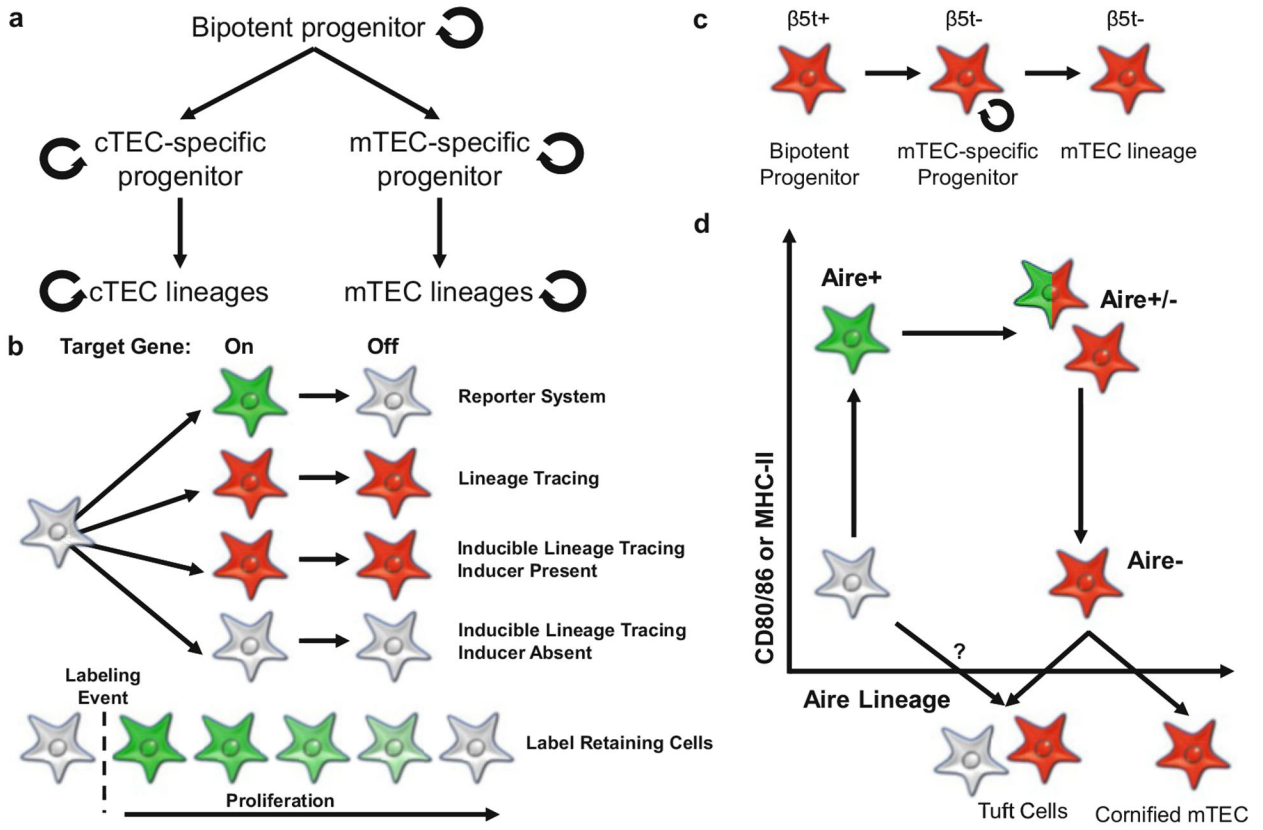 a
Bipotent progenitor
cTEC-specific
progenitor
mTEC-specific
progenitor
cTEC lineages
mTEC lineages
b
Target Gene: On Off
Reporter System
Lineage Tracing
Inducible Lineage Tracing
Inducer Present
Inducible Lineage Tracing
Inducer Absent
Labeling
Event
Label Retaining Cells
Proliferation
c
β5t+ β5t- β5t-
Bipotent
Progenitor
mTEC-specific
Progenitor
mTEC lineage
d
CD80/86 or MHC-II
Aire+
Aire+/-
Aire-
?
Aire Lineage
Tuft Cells
Cornified mTEC